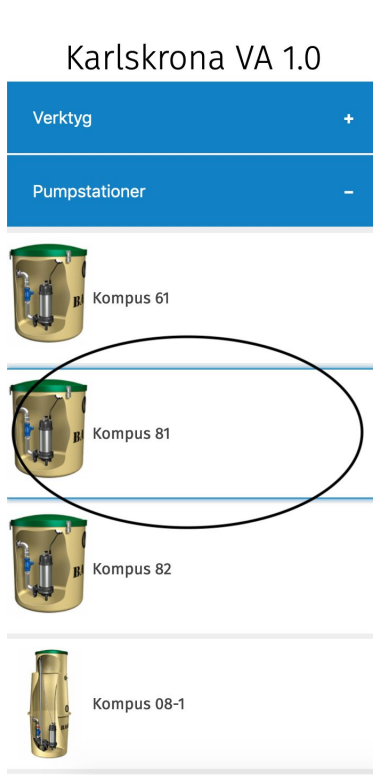 Karlskrona VA 1.0
Verktyg +
Pumpstationer –
Kompus 61
Kompus 81
Kompus 82
Kompus 08-1